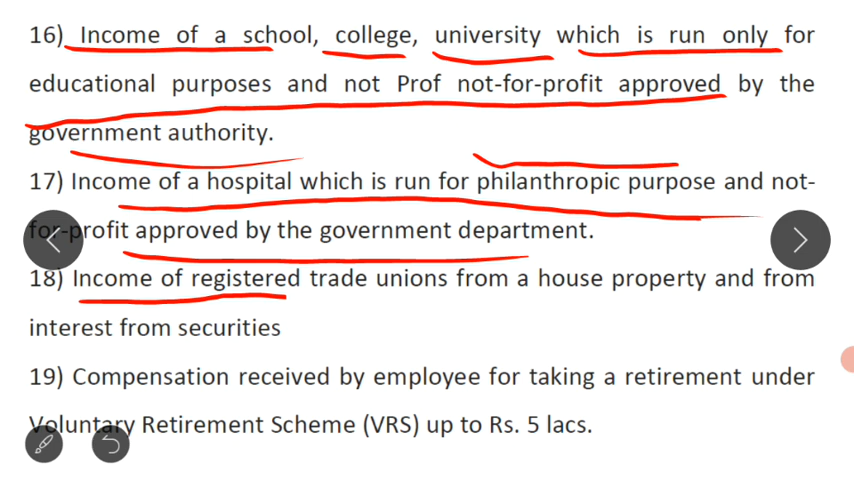 16) Income of a school, college, university which is run only for
educational purposes and not Prof not-for-profit approved by the
government authority.
17) Income of a hospital which is run for philanthropic purpose and not-
for-profit approved by the government department.
18) Income of registered trade unions from a house property and from
interest from securities
19) Compensation received by employee for taking a retirement under
Voluntary Retirement Scheme (VRS) up to Rs. 5 lacs.